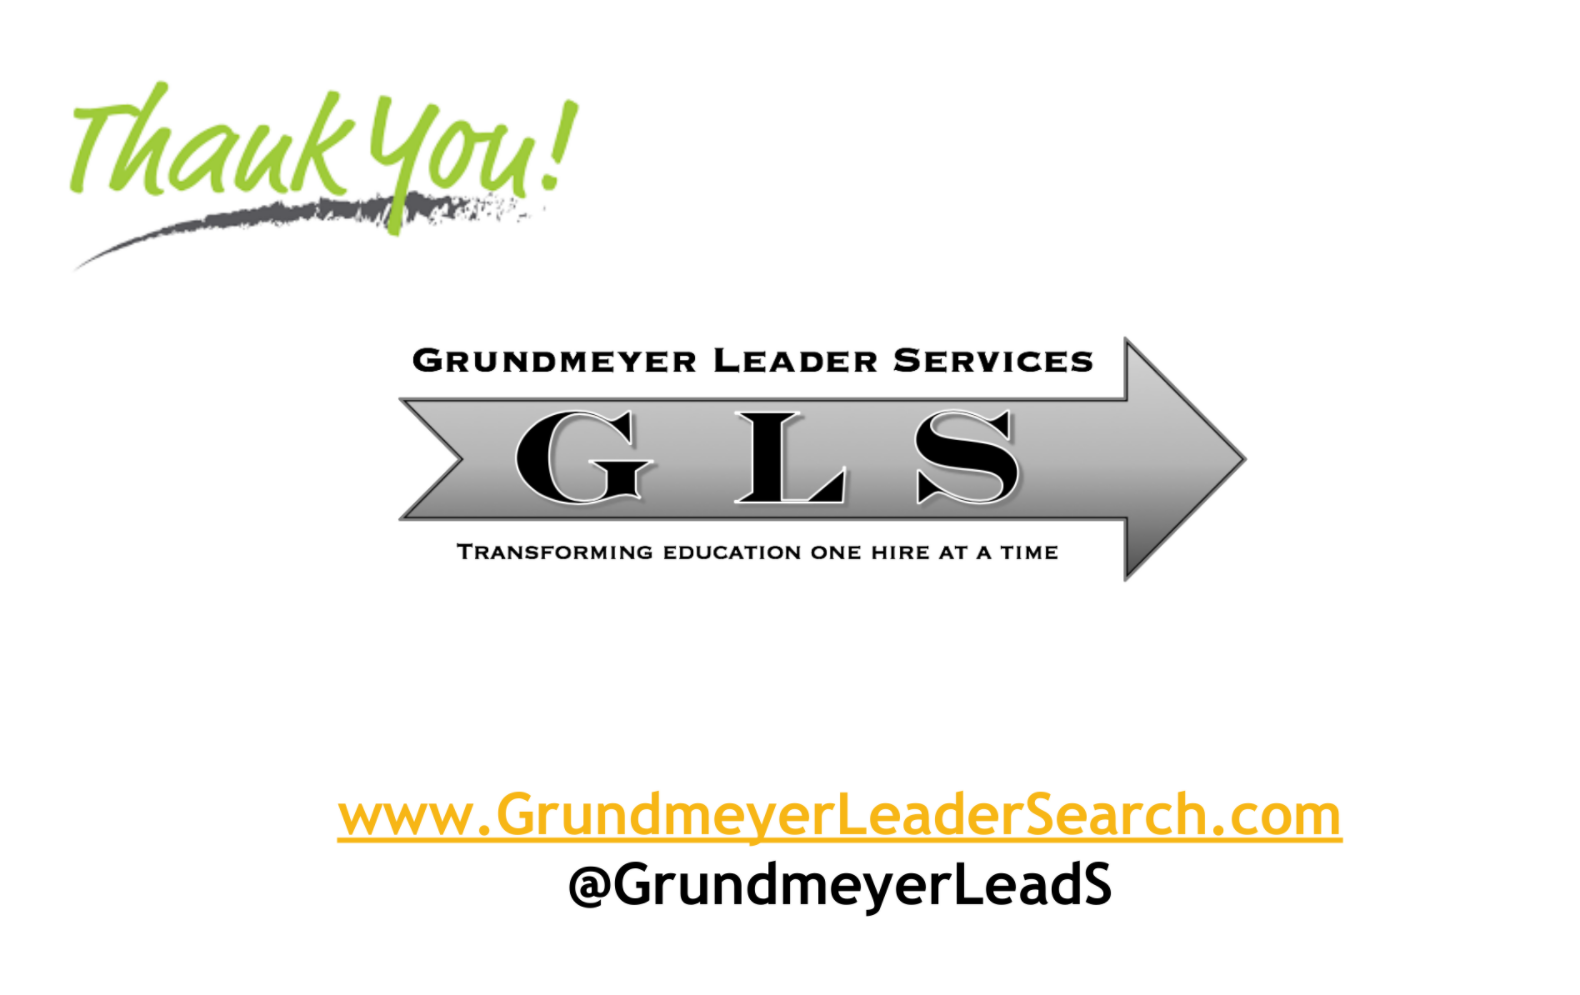 Thank You!
GRUNDMEYER LEADER SERVICES
G L S
TRANSFORMING EDUCATION ONE HIRE AT A TIME
www.GrundmeyerLeaderSearch.com
@GrundmeyerLeadS